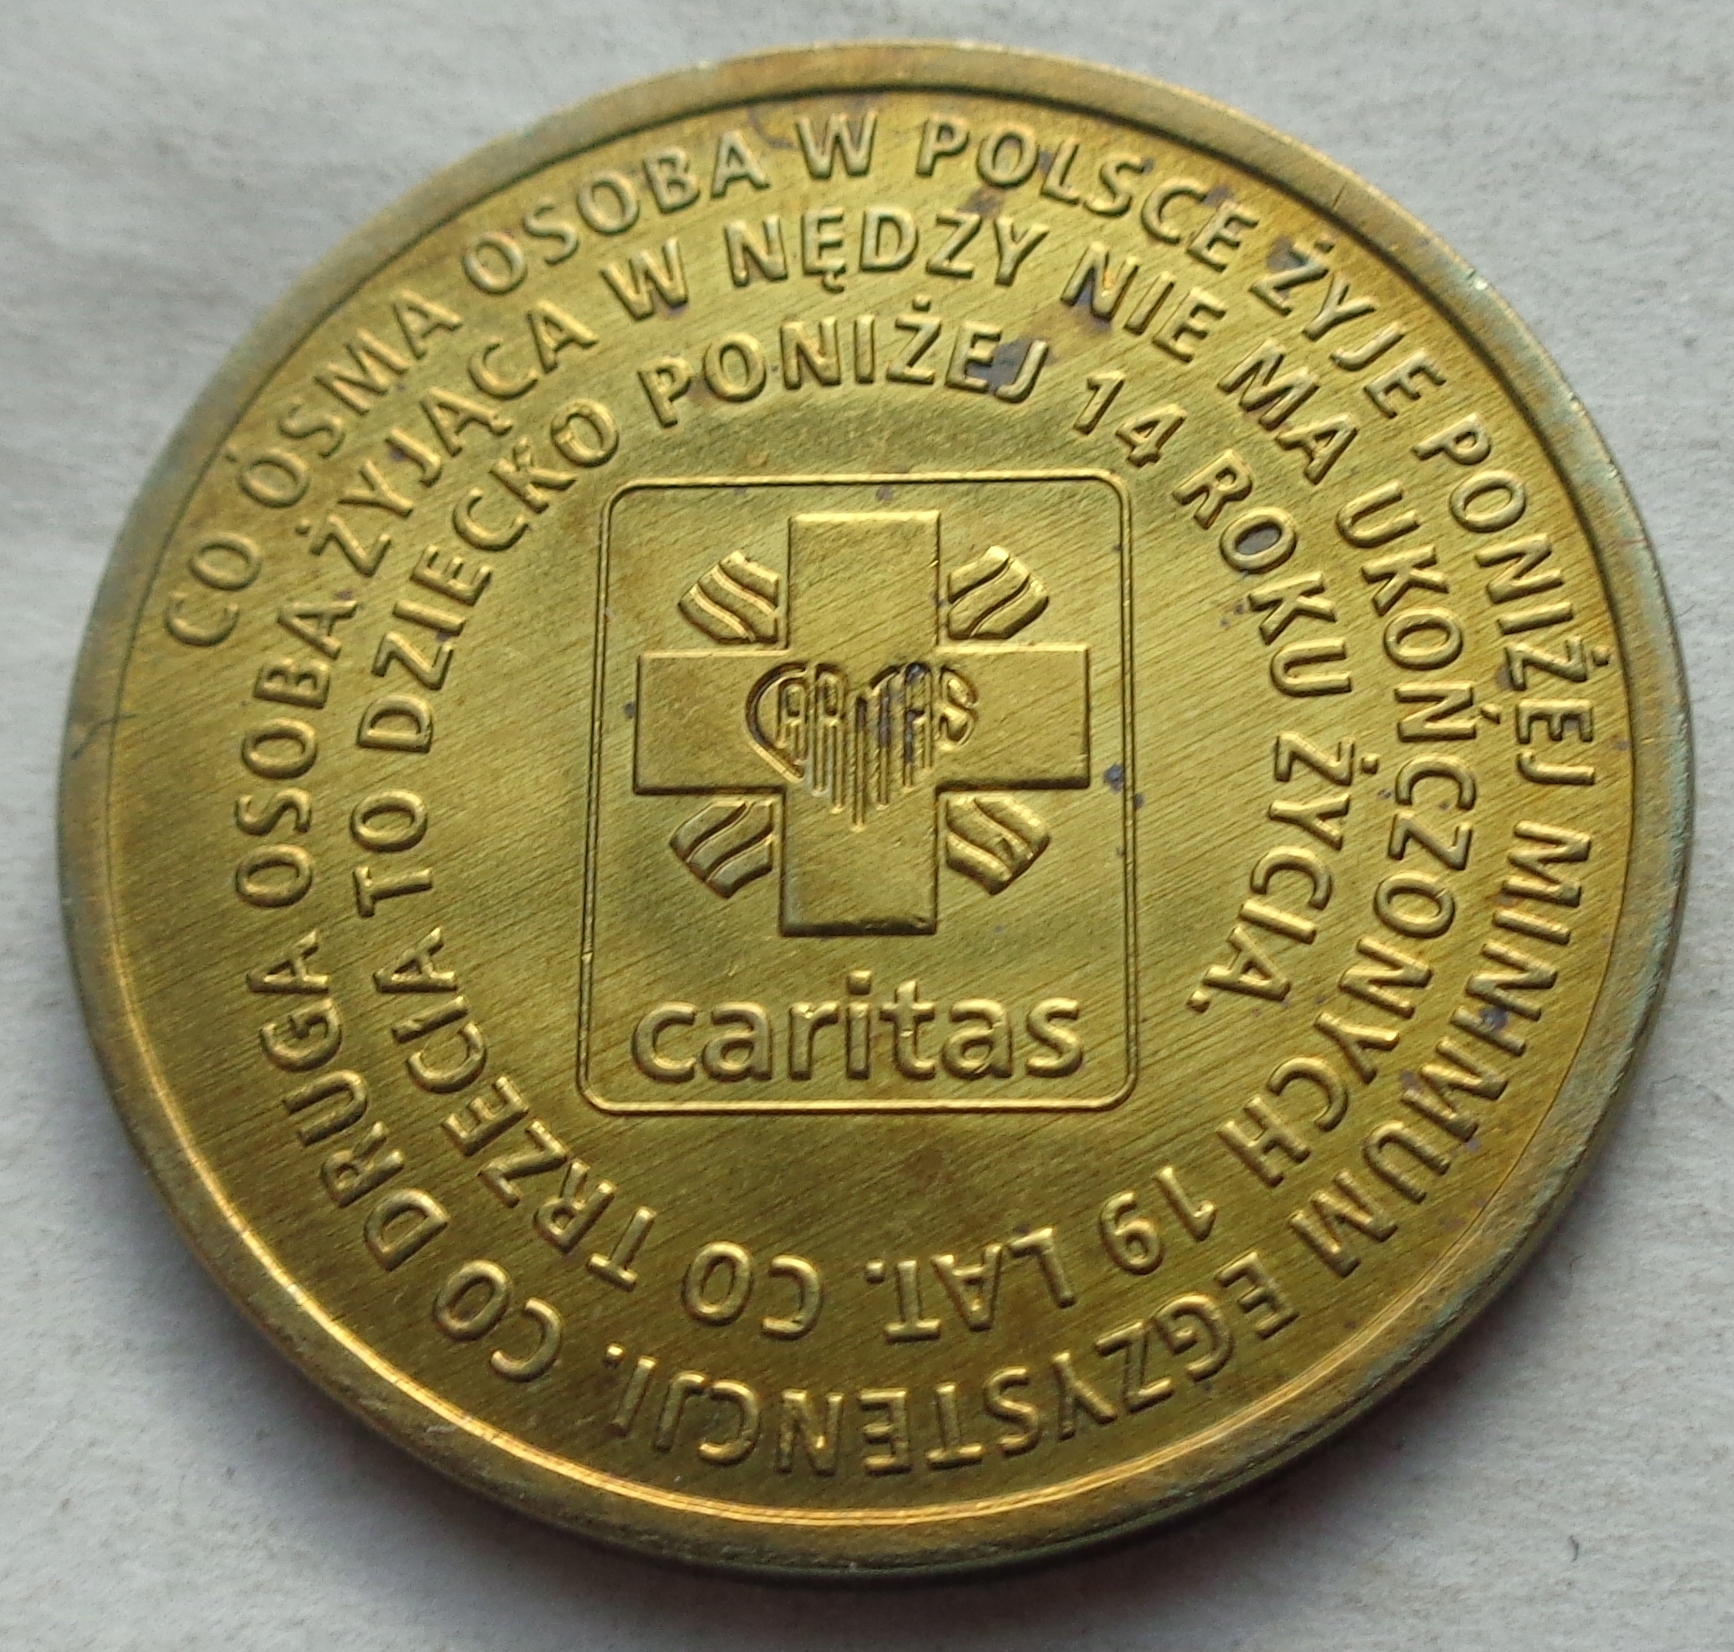 CO ÓSMA OSOBA W POLSCE ŻYJE PONIŻEJ MINIMUM EGZYSTENCJI. CO DRUGA OSOBA ŻYJĄCA W NĘDZY NIE MA UKOŃCZONYCH 19 LAT. CO TRZECIA TO DZIECKO PONIŻEJ 14 ROKU ŻYCIA.
CARITAS
caritas